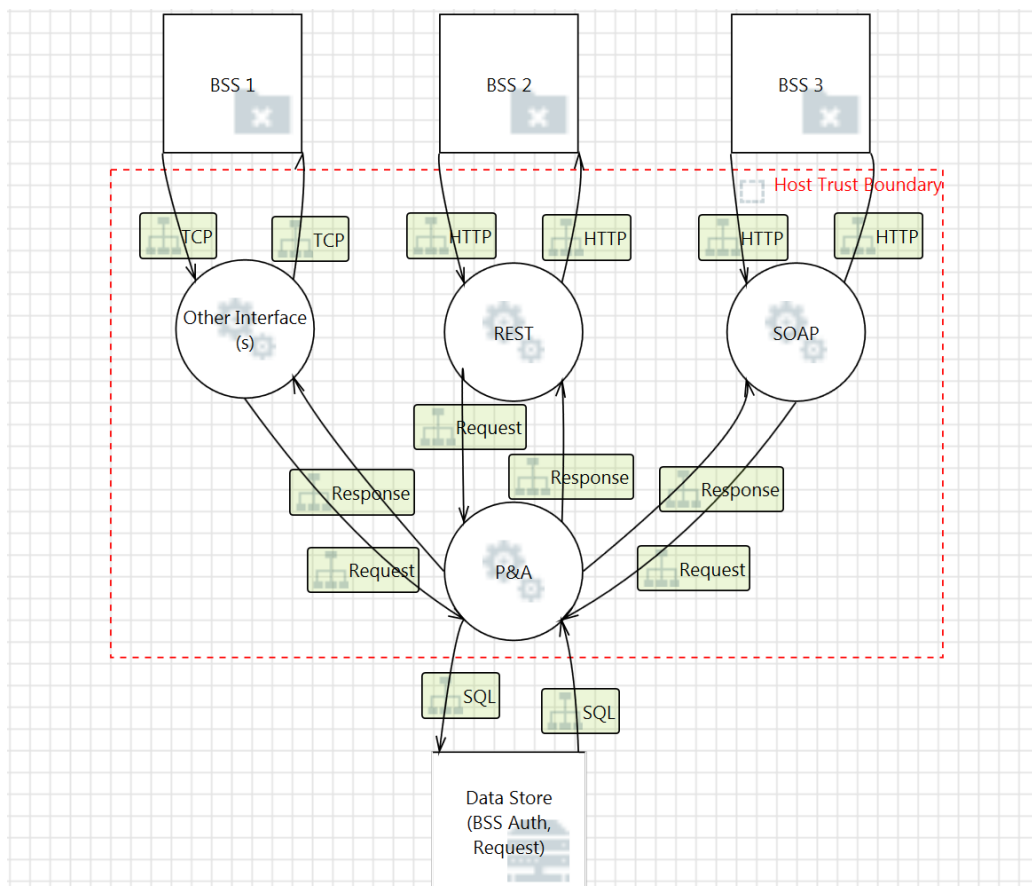 BSS 1
BSS 2
BSS 3
Host Trust Boundary
TCP
TCP
HTTP
HTTP
HTTP
HTTP
Other Interface
(s)
REST
SOAP
Request
Response
Response
Response
Request
Request
P&A
SQL
SQL
Data Store
(BSS Auth,
Request)